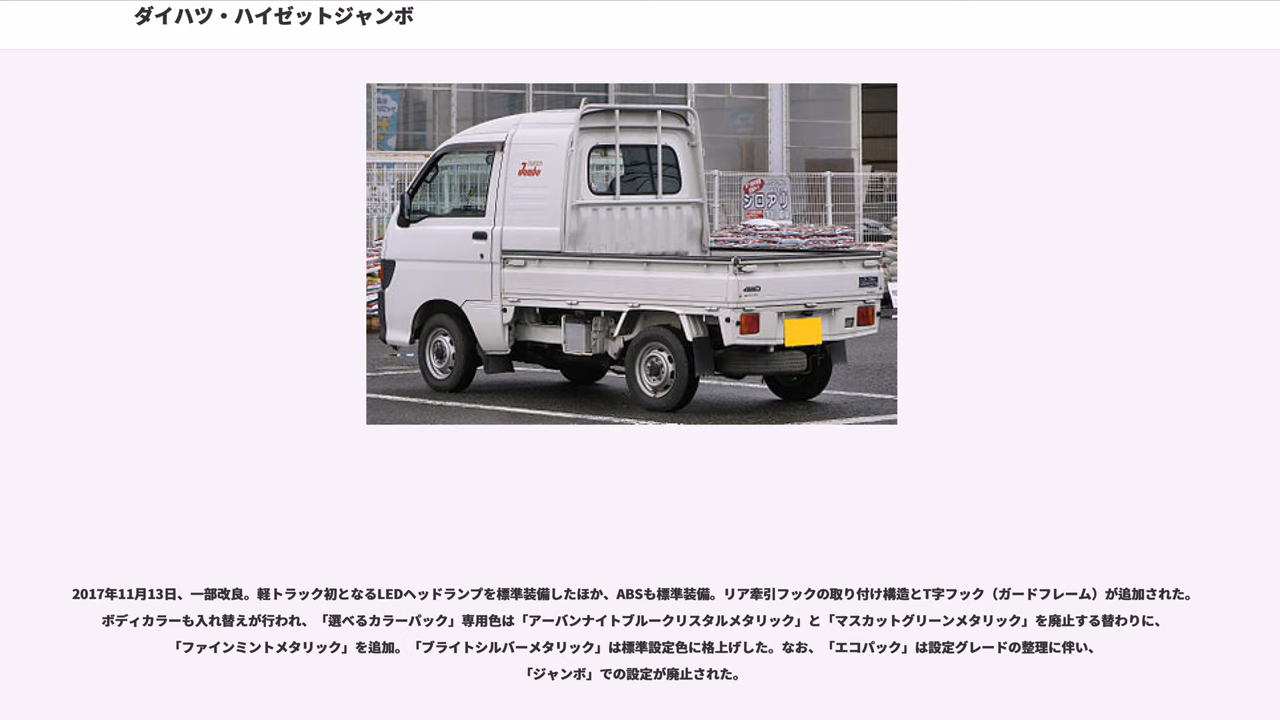 ダイハツ・ハイゼットジャンボ
Jumbo
シロアリ
4WD
2017年11月13日、一部改良。軽トラック初となるLEDヘッドランプを標準装備したほか、ABSも標準装備。リア牽引フックの取り付け構造とT字フック（ガードフレーム）が追加された。
ボディカラーも入れ替えが行われ、「選べるカラーパック」専用色は「アーバンナイトブルークリスタルメタリック」と「マスカットグリーンメタリック」を廃止する替わりに、
「ファインミントメタリック」を追加。「ブライトシルバーメタリック」は標準設定色に格上げした。なお、「エコパック」は設定グレードの整理に伴い、
「ジャンボ」での設定が廃止された。